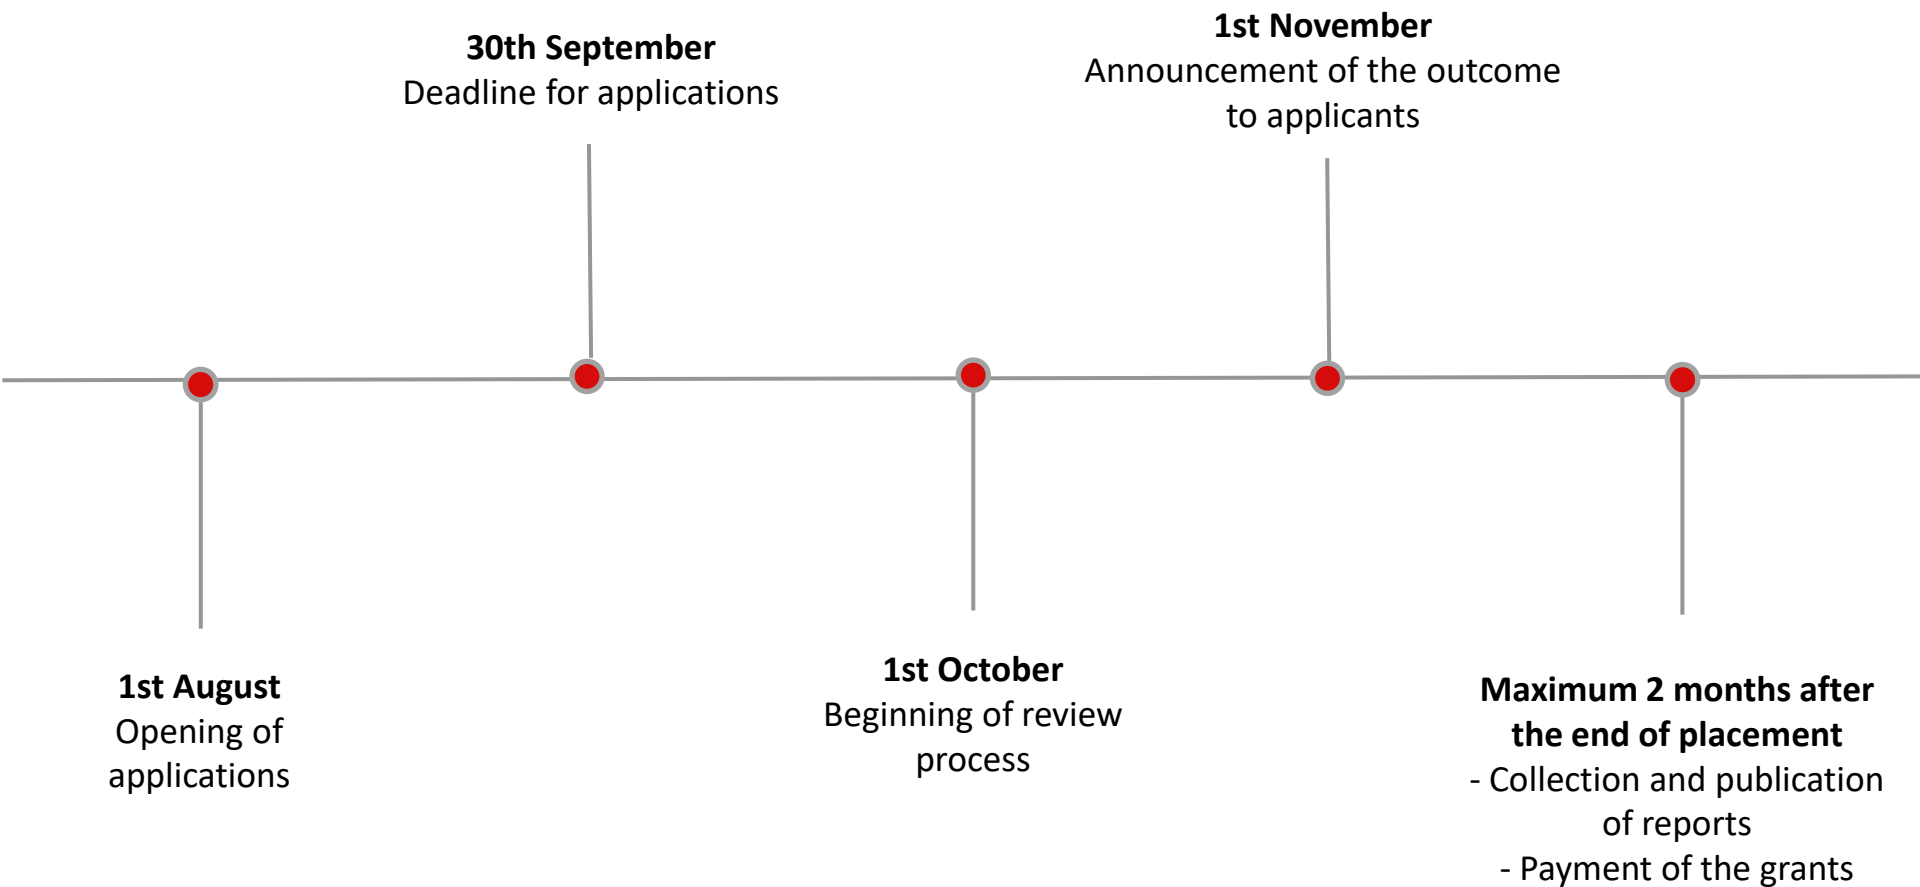 1st August
Opening of
applications
30th September
Deadline for applications
1st October
Beginning of review
process
1st November
Announcement of the outcome
to applicants
Maximum 2 months after
the end of placement
- Collection and publication
of reports
- Payment of the grants